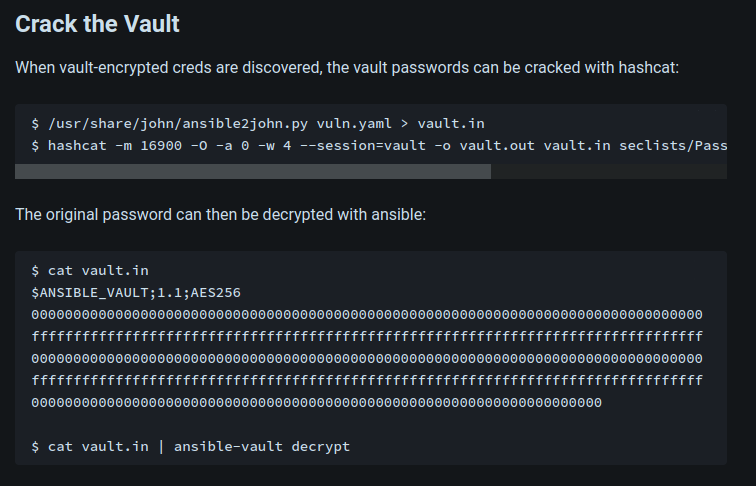 Crack the Vault
When vault-encrypted creds are discovered, the vault passwords can be cracked with hashcat:
$ /usr/share/john/ansible2john.py vuln.yaml > vault.in
$ hashcat -m 16900 -O -a 0 -w 4 --session=vault -o vault.out vault.in seclists/Pass
The original password can then be decrypted with ansible:
$ cat vault.in
$ANSIBLE_VAULT;1.1;AES256
00000000000000000000000000000000000000000000000000000000000000000000000000000000
ffffffffffffffffffffffffffffffffffffffffffffffffffffffffffffffffffffffffffffffff
00000000000000000000000000000000000000000000000000000000000000000000000000000000
ffffffffffffffffffffffffffffffffffffffffffffffffffffffffffffffffffffffffffffffff
00000000000000000000000000000000000000000000000000000000000000000000
$ cat vault.in | ansible-vault decrypt